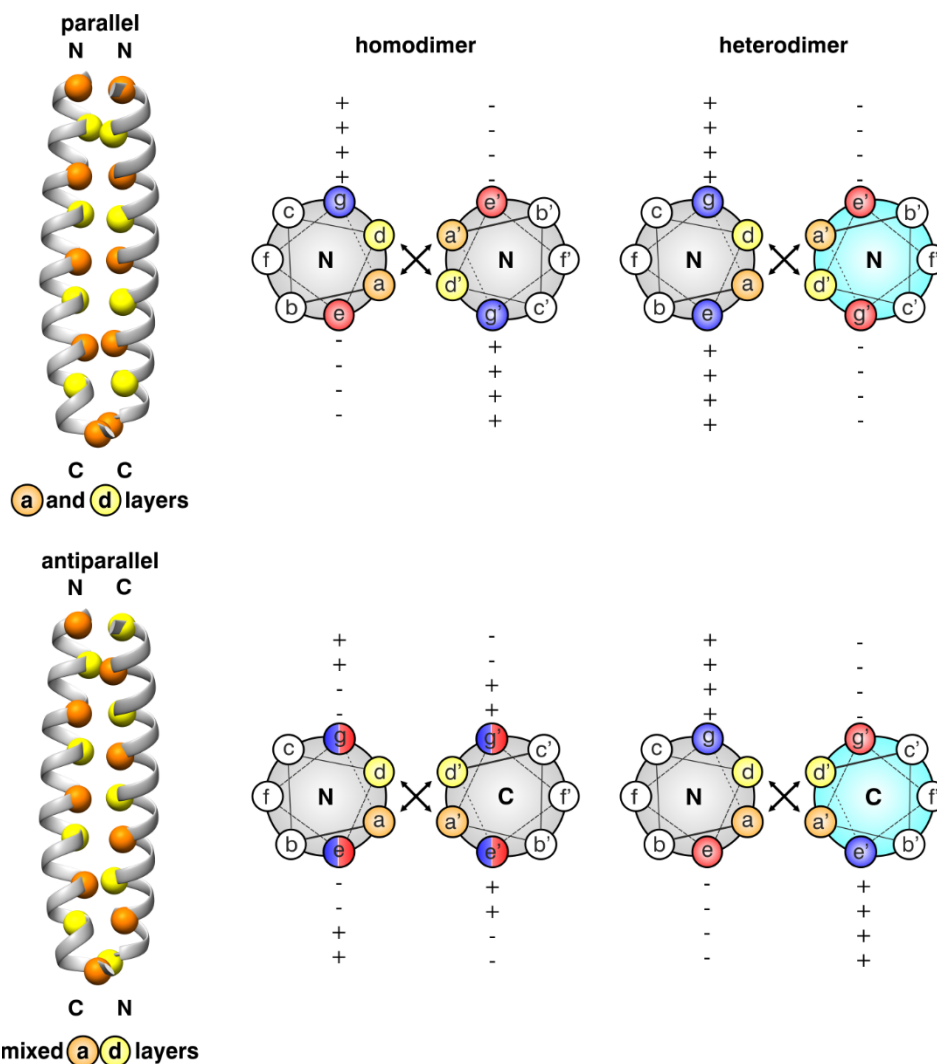 parallel
N N
C C
a and d layers
homodimer
+ -
+ -
+ -
+ -
c g e' b'
d a'
f N N f'
a d'
b e g' c'
- +
- +
- +
- +
heterodimer
+ -
+ -
+ -
+ -
c g e' b'
d a'
f N N f'
a d'
b e g' c'
+ -
+ -
+ -
+ -
antiparallel
N C
C N
mixed a d layers
+ -
+ -
- +
- +
c g g' c'
d d'
f N C f'
a a'
b e e' b'
- +
- +
+ -
+ -
+ -
+ -
+ -
+ -
c g g' c'
d d'
f N C f'
a a'
b e e' b'
- +
- +
- +
- +